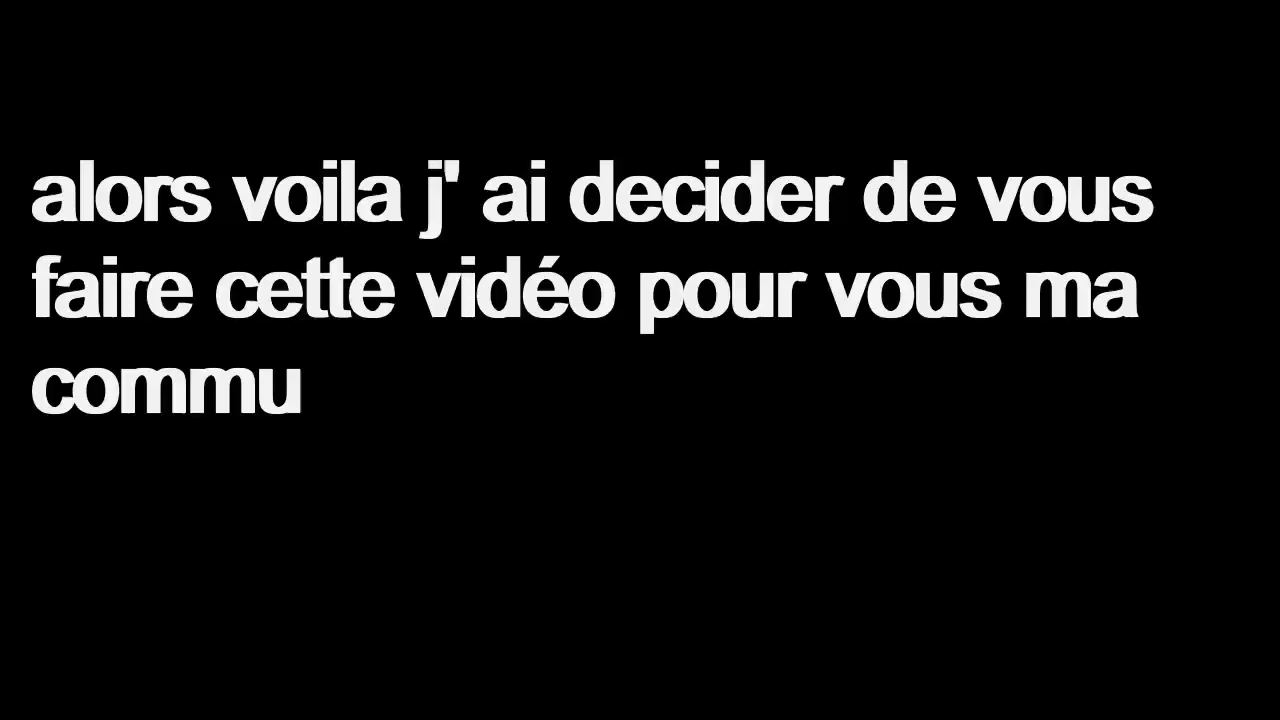 alors voila j' ai decider de vous
faire cette vidéo pour vous ma
commu